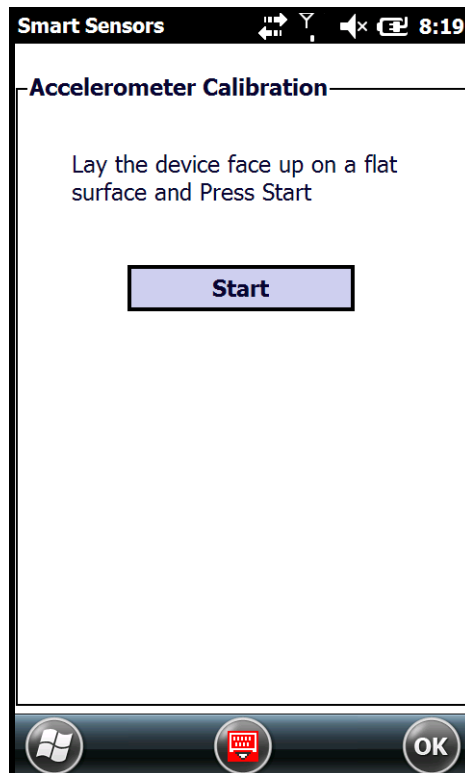 Smart Sensors 8:19
Accelerometer Calibration
Lay the device face up on a flat
surface and Press Start
Start
OK